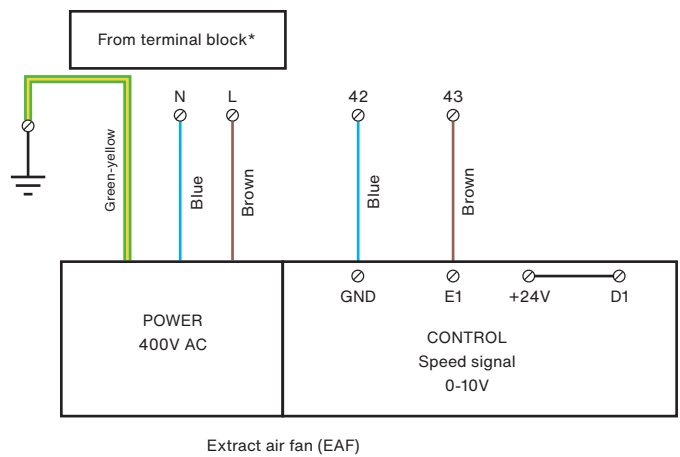 From terminal block*
N L 42 43
Green-yellow
Blue
Brown
Blue
Brown
GND E1 +24V D1
POWER
400V AC
CONTROL
Speed signal
0-10V
Extract air fan (EAF)